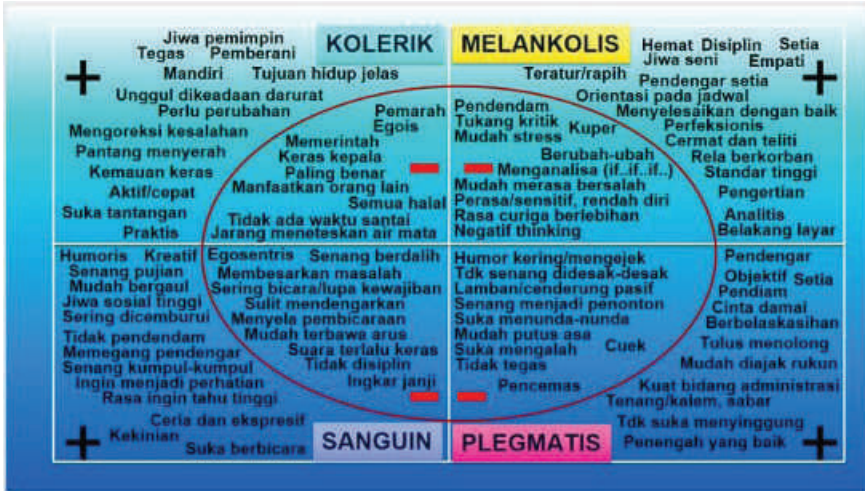 KOLERIK
Jiwa pemimpin
Tegas Pemberani
Mandiri Tujuan hidup jelas
Unggul dikeadaan darurat
Perlu perubahan
Mengoreksi kesalahan
Pantang menyerah
Kemauan keras
Aktif/cepat
Suka tantangan
Praktis
Pemarah
Egois
Memerintah
Keras kepala
Paling benar
Manfaatkan orang lain
Semua halal
Tidak ada waktu santai
Jarang meneteskan air mata
MELANKOLIS
Hemat Disiplin Setia
Jiwa seni Empati
Teratur/rapih
Pendengar setia
Orientasi pada jadwal
Menyelesaikan dengan baik
Perfeksionis
Cermat dan teliti
Rela berkorban
Standar tinggi
Pengertian
Analitis
Belakang layar
Pendendam
Tukang kritik
Kuper
Mudah stress
Berubah-ubah
Menganalisa (if..if..if..)
Mudah merasa bersalah
Perasa/sensitif, rendah diri
Rasa curiga berlebihan
Negatif thinking
Humoris Kreatif
Senang pujian
Mudah bergaul
Jiwa sosial tinggi
Sering dicemburui
Tidak pendendam
Memegang pendengar
Senang kumpul-kumpul
Ingin menjadi perhatian
Rasa ingin tahu tinggi
Ceria dan ekspresif
Kekinian
Suka berbicara
Egosentris Senang berdalih
Membesarkan masalah
Sering bicara/lupa kewajiban
Sulit mendengarkan
Menyela pembicaraan
Mudah terbawa arus
Suara terlalu keras
Tidak disiplin
Ingkar janji
SANGUIN
Humor kering/mengejek
Tdk senang didesak-desak
Lamban/cenderung pasif
Senang menjadi penonton
Suka menunda-nunda
Mudah putus asa
Suka mengalah Cuek
Tidak tegas
Pencemas
Pendengar
Objektif Setia
Pendiam
Cinta damai
Berbelaskasihan
Tulus menolong
Mudah diajak rukun
Kuat bidang administrasi
Tenang/kalem, sabar
Tdk suka menyinggung
Penengah yang baik
PLEGMATIS